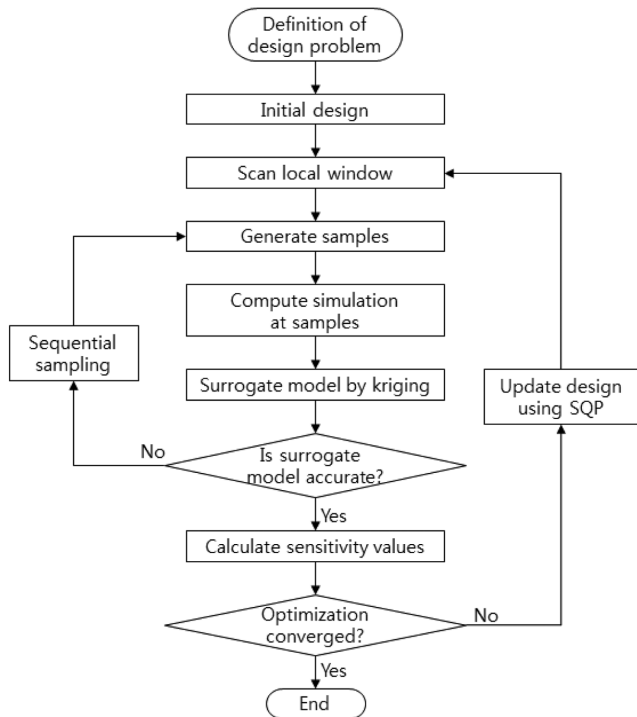 Definition of
design problem
Initial design
Scan local window
Generate samples
Compute simulation
at samples
Sequential
sampling
Surrogate model by kriging
Update design
using SQP
No
Is surrogate
model accurate?
Yes
Calculate sensitivity values
Optimization
converged?
No
Yes
End